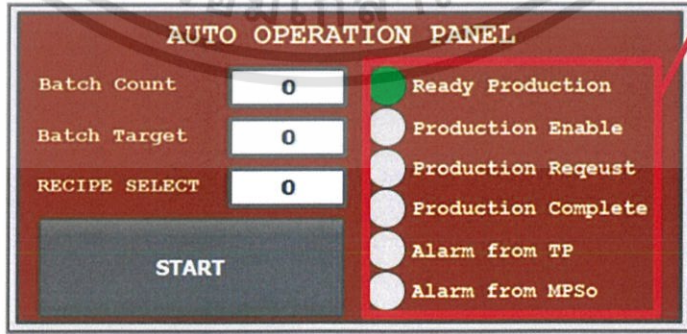 AUTO OPERATION PANEL
Batch Count 0
Batch Target 0
RECIPE SELECT 0
START
Ready Production
Production Enable
Production Reqeust
Production Complete
Alarm from TP
Alarm from MPSo